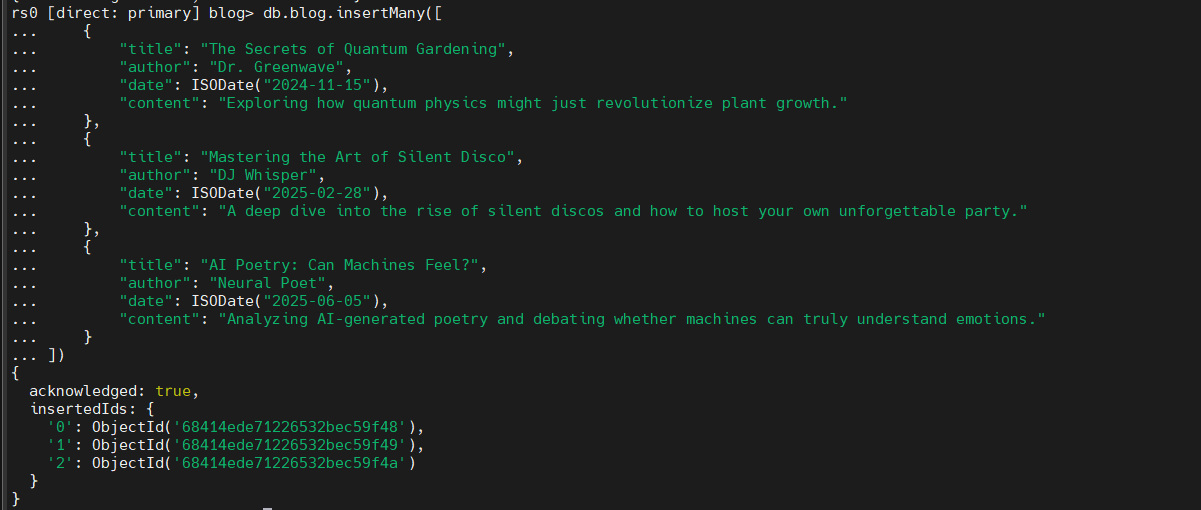 rs0 [direct: primary] blog> db.blog.insertMany([
...     {
...         "title": "The Secrets of Quantum Gardening",
...         "author": "Dr. Greenwave",
...         "date": ISODate("2024-11-15"),
...         "content": "Exploring how quantum physics might just revolutionize plant growth."
...     },
...     {
...         "title": "Mastering the Art of Silent Disco",
...         "author": "DJ Whisper",
...         "date": ISODate("2025-02-28"),
...         "content": "A deep dive into the rise of silent discos and how to host your own unforgettable party."
...     },
...     {
...         "title": "AI Poetry: Can Machines Feel?",
...         "author": "Neural Poet",
...         "date": ISODate("2025-06-05"),
...         "content": "Analyzing AI-generated poetry and debating whether machines can truly understand emotions."
...     }
... ])
{
  acknowledged: true,
  insertedIds: {
    '0': ObjectId('68414ede71226532bec59f48'),
    '1': ObjectId('68414ede71226532bec59f49'),
    '2': ObjectId('68414ede71226532bec59f4a')
  }
}